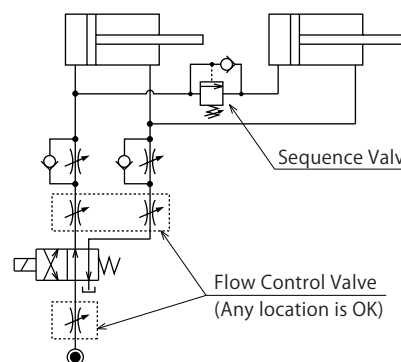 Sequence Valv
Flow Control Valve
(Any location is OK)